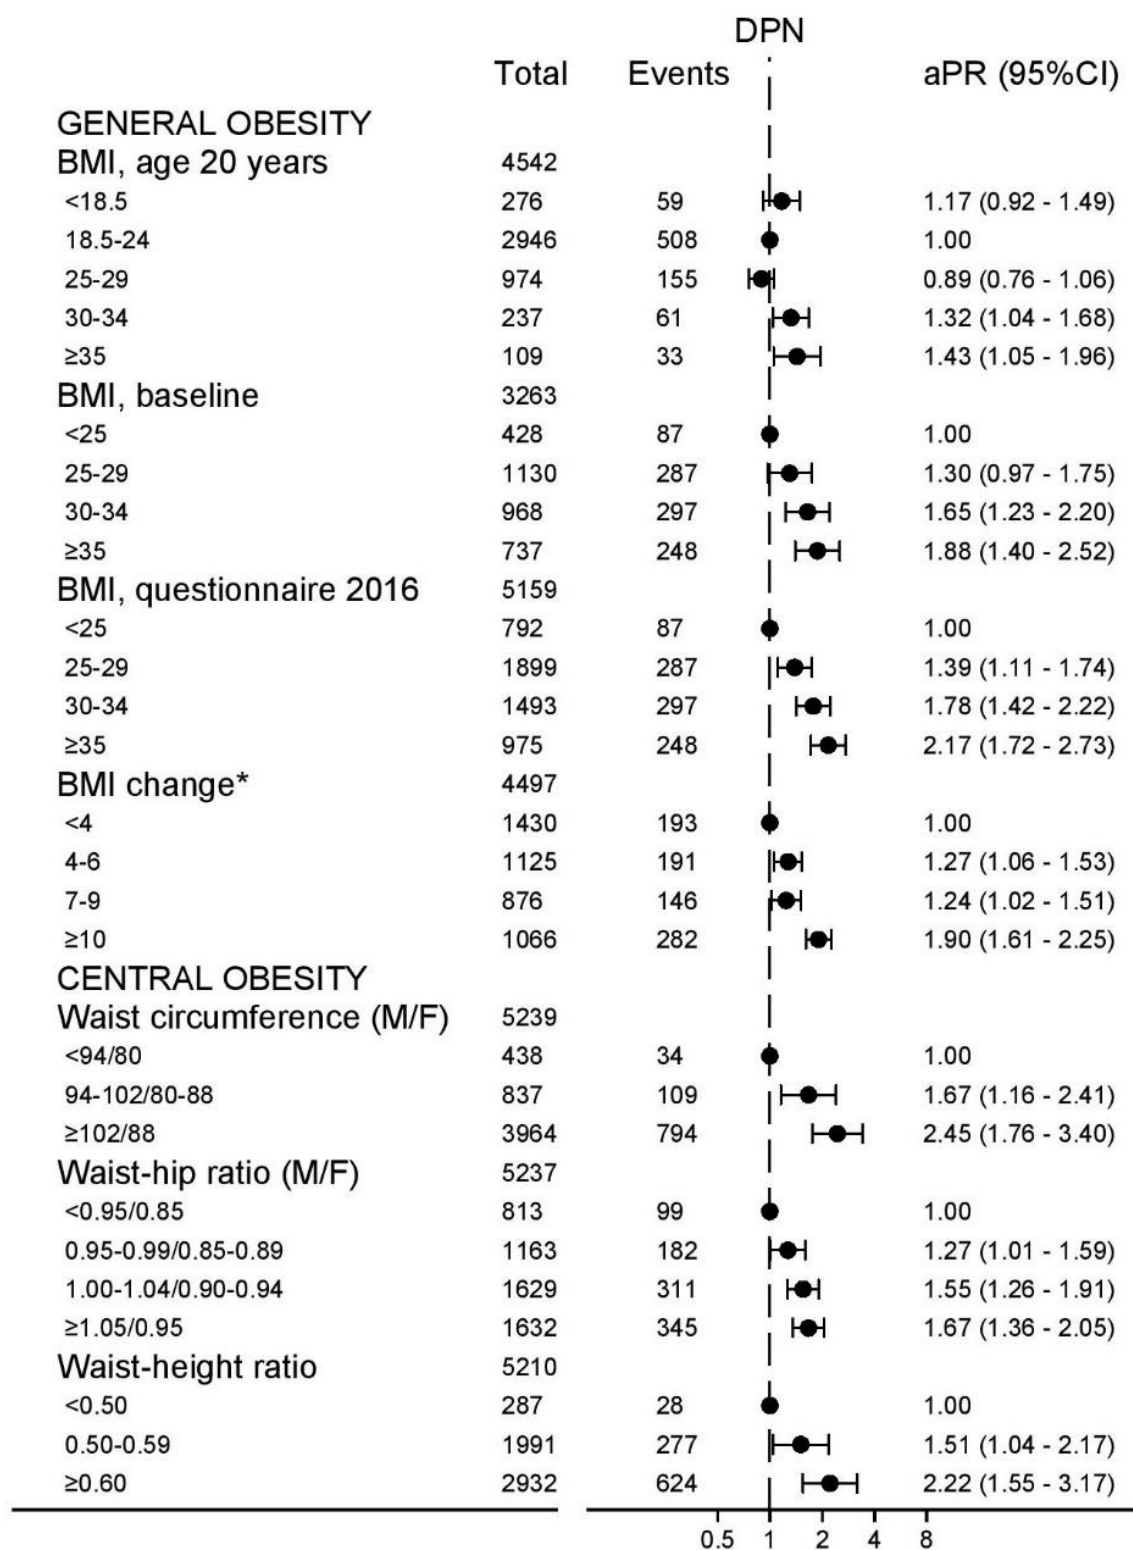 DPN
Total Events aPR (95%CI)
GENERAL OBESITY
BMI, age 20 years 4542
<18.5 276 59 1.17 (0.92 - 1.49)
18.5-24 2946 508 1.00
25-29 974 155 0.89 (0.76 - 1.06)
30-34 237 61 1.32 (1.04 - 1.68)
≥35 109 33 1.43 (1.05 - 1.96)
BMI, baseline 3263
<25 428 87 1.00
25-29 1130 287 1.30 (0.97 - 1.75)
30-34 968 297 1.65 (1.23 - 2.20)
≥35 737 248 1.88 (1.40 - 2.52)
BMI, questionnaire 2016 5159
<25 792 87 1.00
25-29 1899 287 1.39 (1.11 - 1.74)
30-34 1493 297 1.78 (1.42 - 2.22)
≥35 975 248 2.17 (1.72 - 2.73)
BMI change* 4497
<4 1430 193 1.00
4-6 1125 191 1.27 (1.06 - 1.53)
7-9 876 146 1.24 (1.02 - 1.51)
≥10 1066 282 1.90 (1.61 - 2.25)
CENTRAL OBESITY
Waist circumference (M/F) 5239
<94/80 438 34 1.00
94-102/80-88 837 109 1.67 (1.16 - 2.41)
≥102/88 3964 794 2.45 (1.76 - 3.40)
Waist-hip ratio (M/F) 5237
<0.95/0.85 813 99 1.00
0.95-0.99/0.85-0.89 1163 182 1.27 (1.01 - 1.59)
1.00-1.04/0.90-0.94 1629 311 1.55 (1.26 - 1.91)
≥1.05/0.95 1632 345 1.67 (1.36 - 2.05)
Waist-height ratio 5210
<0.50 287 28 1.00
0.50-0.59 1991 277 1.51 (1.04 - 2.17)
≥0.60 2932 624 2.22 (1.55 - 3.17)
0.5 1 2 4 8